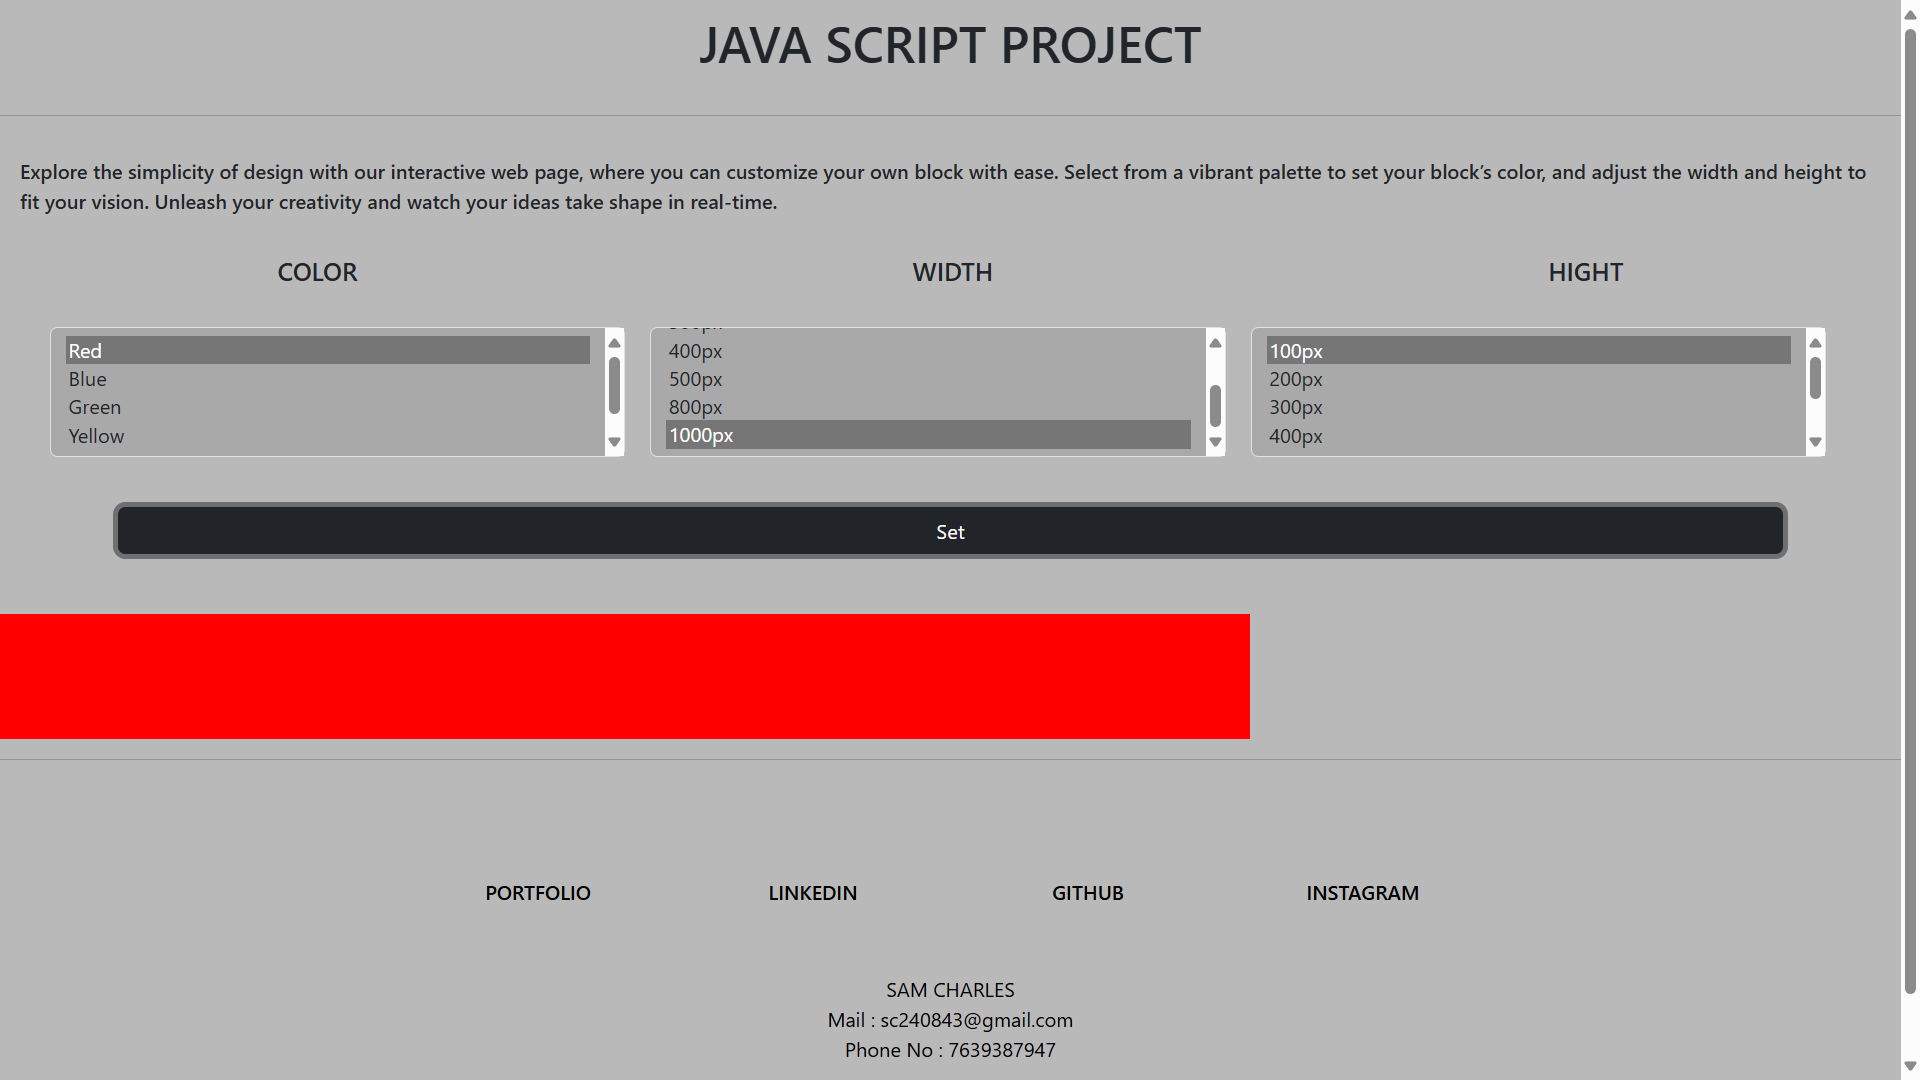 JAVA SCRIPT PROJECT
Explore the simplicity of design with our interactive web page, where you can customize your own block with ease. Select from a vibrant palette to set your block’s color, and adjust the width and height to
fit your vision. Unleash your creativity and watch your ideas take shape in real-time.
COLOR
WIDTH
HIGHT
Red
Blue
Green
Yellow
400px
500px
800px
1000px
100px
200px
300px
400px
Set
PORTFOLIO
LINKEDIN
GITHUB
INSTAGRAM
SAM CHARLES
Mail : sc240843@gmail.com
Phone No : 7639387947